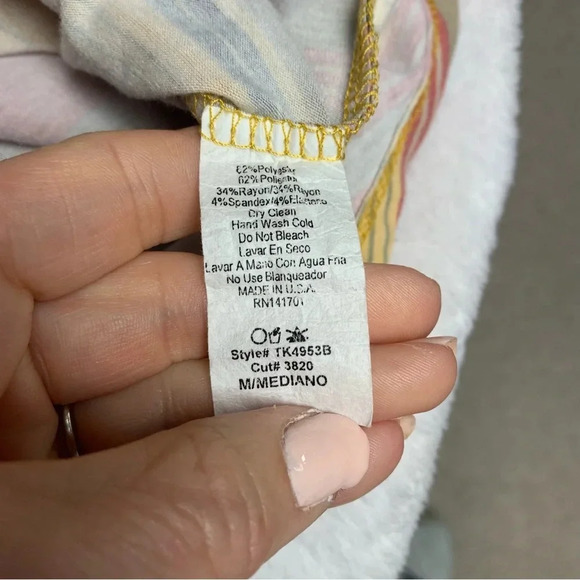 62%Polyester
62% Poliester
34%Rayon/34%Rayon
4%Spandex/4%Elastano
Dry Clean
Hand Wash Cold
Do Not Bleach
Lavar En Seco
Lavar A Mano Con Agua Fria
No Use Blanqueador
MADE IN U.S.A.
RN141701
Style# TK4953B
Cut# 3820
M/MEDIANO